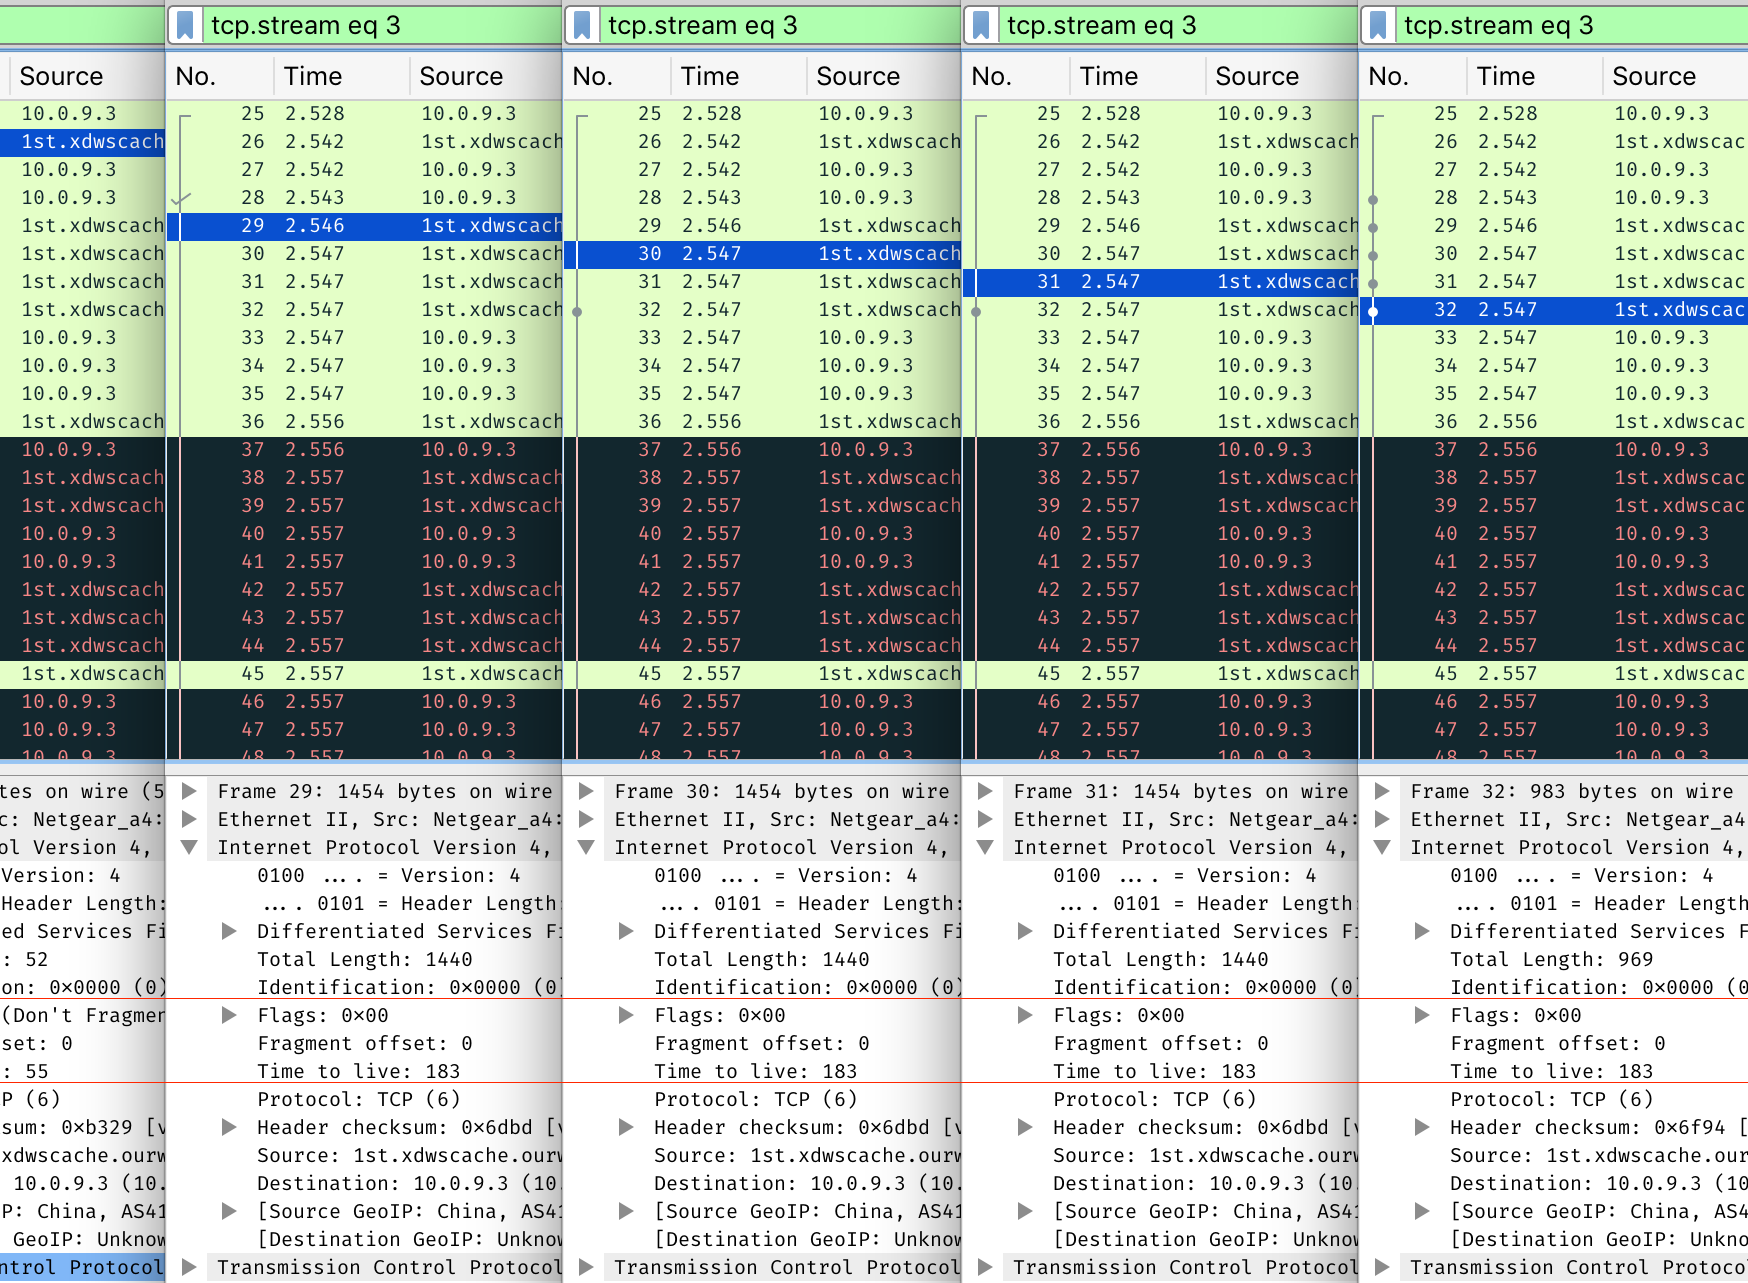 Source
10.0.9.3
1st.xdwscach
10.0.9.3
10.0.9.3
1st.xdwscach
1st.xdwscach
1st.xdwscach
1st.xdwscach
10.0.9.3
10.0.9.3
10.0.9.3
1st.xdwscach
10.0.9.3
1st.xdwscach
1st.xdwscach
10.0.9.3
10.0.9.3
1st.xdwscach
1st.xdwscach
1st.xdwscach
1st.xdwscach
10.0.9.3
10.0.9.3
10.0.9.3
tes on wire (5
c: Netgear_a4:
ol Version 4,
Version: 4
Header Length:
ed Services Fi
: 52
on: 0x0000 (0)
(Don't Fragmen
set: 0
: 55
P (6)
sum: 0xb329 [v
xdwscache.ourw
10.0.9.3 (10.
P: China, AS41
GeoIP: Unknow
ntrol Protocol
tcp.stream eq 3
No. Time Source
25 2.528 10.0.9.3
26 2.542 1st.xdwscach
27 2.542 10.0.9.3
28 2.543 10.0.9.3
29 2.546 1st.xdwscach
30 2.547 1st.xdwscach
31 2.547 1st.xdwscach
32 2.547 1st.xdwscach
33 2.547 10.0.9.3
34 2.547 10.0.9.3
35 2.547 10.0.9.3
36 2.556 1st.xdwscach
37 2.556 10.0.9.3
38 2.557 1st.xdwscach
39 2.557 1st.xdwscach
40 2.557 10.0.9.3
41 2.557 10.0.9.3
42 2.557 1st.xdwscach
43 2.557 1st.xdwscach
44 2.557 1st.xdwscach
45 2.557 1st.xdwscach
46 2.557 10.0.9.3
47 2.557 10.0.9.3
48 2.557 10.0.9.3
Frame 29: 1454 bytes on wire
Ethernet II, Src: Netgear_a4:
Internet Protocol Version 4,
0100 .... = Version: 4
.... 0101 = Header Length:
Differentiated Services Fi
Total Length: 1440
Identification: 0x0000 (0)
Flags: 0x00
Fragment offset: 0
Time to live: 183
Protocol: TCP (6)
Header checksum: 0x6dbd [v
Source: 1st.xdwscache.ourw
Destination: 10.0.9.3 (10.
[Source GeoIP: China, AS41
[Destination GeoIP: Unknow
Transmission Control Protocol
tcp.stream eq 3
No. Time Source
25 2.528 10.0.9.3
26 2.542 1st.xdwscach
27 2.542 10.0.9.3
28 2.543 10.0.9.3
29 2.546 1st.xdwscach
30 2.547 1st.xdwscach
31 2.547 1st.xdwscach
32 2.547 1st.xdwscach
33 2.547 10.0.9.3
34 2.547 10.0.9.3
35 2.547 10.0.9.3
36 2.556 1st.xdwscach
37 2.556 10.0.9.3
38 2.557 1st.xdwscach
39 2.557 1st.xdwscach
40 2.557 10.0.9.3
41 2.557 10.0.9.3
42 2.557 1st.xdwscach
43 2.557 1st.xdwscach
44 2.557 1st.xdwscach
45 2.557 1st.xdwscach
46 2.557 10.0.9.3
47 2.557 10.0.9.3
48 2.557 10.0.9.3
Frame 30: 1454 bytes on wire
Ethernet II, Src: Netgear_a4:
Internet Protocol Version 4,
0100 .... = Version: 4
.... 0101 = Header Length:
Differentiated Services Fi
Total Length: 1440
Identification: 0x0000 (0)
Flags: 0x00
Fragment offset: 0
Time to live: 183
Protocol: TCP (6)
Header checksum: 0x6dbd [v
Source: 1st.xdwscache.ourw
Destination: 10.0.9.3 (10.
[Source GeoIP: China, AS41
[Destination GeoIP: Unknow
Transmission Control Protocol
tcp.stream eq 3
No. Time Source
25 2.528 10.0.9.3
26 2.542 1st.xdwscach
27 2.542 10.0.9.3
28 2.543 10.0.9.3
29 2.546 1st.xdwscach
30 2.547 1st.xdwscach
31 2.547 1st.xdwscach
32 2.547 1st.xdwscach
33 2.547 10.0.9.3
34 2.547 10.0.9.3
35 2.547 10.0.9.3
36 2.556 1st.xdwscach
37 2.556 10.0.9.3
38 2.557 1st.xdwscach
39 2.557 1st.xdwscach
40 2.557 10.0.9.3
41 2.557 10.0.9.3
42 2.557 1st.xdwscach
43 2.557 1st.xdwscach
44 2.557 1st.xdwscach
45 2.557 1st.xdwscach
46 2.557 10.0.9.3
47 2.557 10.0.9.3
48 2.557 10.0.9.3
Frame 31: 1454 bytes on wire
Ethernet II, Src: Netgear_a4:
Internet Protocol Version 4,
0100 .... = Version: 4
.... 0101 = Header Length:
Differentiated Services Fi
Total Length: 1440
Identification: 0x0000 (0)
Flags: 0x00
Fragment offset: 0
Time to live: 183
Protocol: TCP (6)
Header checksum: 0x6dbd [v
Source: 1st.xdwscache.ourw
Destination: 10.0.9.3 (10.
[Source GeoIP: China, AS41
[Destination GeoIP: Unknow
Transmission Control Protocol
tcp.stream eq 3
No. Time Source
25 2.528 10.0.9.3
26 2.542 1st.xdwscac
27 2.542 10.0.9.3
28 2.543 10.0.9.3
29 2.546 1st.xdwscac
30 2.547 1st.xdwscac
31 2.547 1st.xdwscac
32 2.547 1st.xdwscac
33 2.547 10.0.9.3
34 2.547 10.0.9.3
35 2.547 10.0.9.3
36 2.556 1st.xdwscac
37 2.556 10.0.9.3
38 2.557 1st.xdwscac
39 2.557 1st.xdwscac
40 2.557 10.0.9.3
41 2.557 10.0.9.3
42 2.557 1st.xdwscac
43 2.557 1st.xdwscac
44 2.557 1st.xdwscac
45 2.557 1st.xdwscac
46 2.557 10.0.9.3
47 2.557 10.0.9.3
48 2.557 10.0.9.3
Frame 32: 983 bytes on wire
Ethernet II, Src: Netgear_a4
Internet Protocol Version 4,
0100 .... = Version: 4
.... 0101 = Header Length
Differentiated Services F
Total Length: 969
Identification: 0x0000 (0
Flags: 0x00
Fragment offset: 0
Time to live: 183
Protocol: TCP (6)
Header checksum: 0x6f94 [
Source: 1st.xdwscache.our
Destination: 10.0.9.3 (10
[Source GeoIP: China, AS4
[Destination GeoIP: Unkno
Transmission Control Protoco